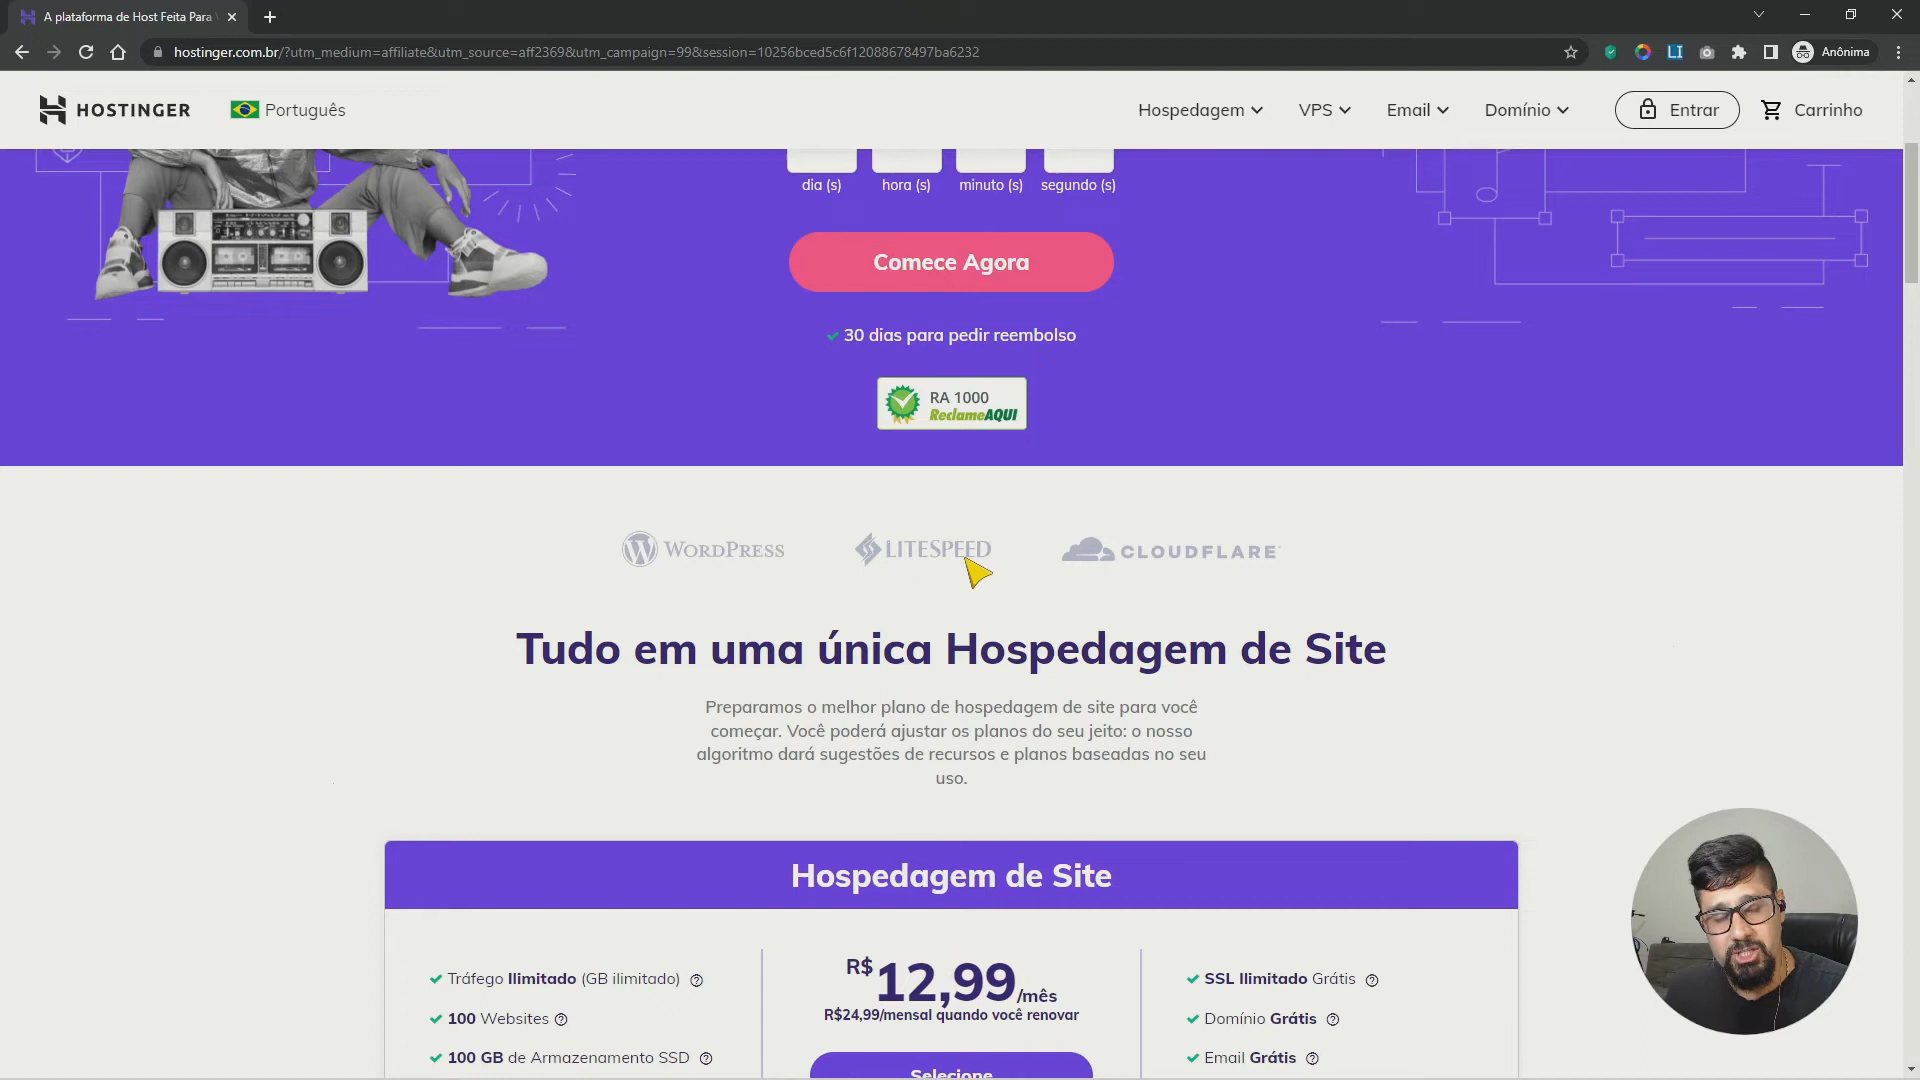 A plataforma de Host Feita Para
hostinger.com.br/?utm_medium=affiliate&utm_source=aff2369&utm_campaign=99&session=10256bced5c6f12088678497ba6232
LI
Anônima
HOSTINGER
Português
Hospedagem
VPS
Email
Domínio
Entrar
Carrinho
dia (s)
hora (s)
minuto (s)
segundo (s)
Comece Agora
30 dias para pedir reembolso
RA 1000
ReclameAQUI
WORDPRESS
LITESPEED
CLOUDFLARE
Tudo em uma única Hospedagem de Site
Preparamos o melhor plano de hospedagem de site para você
começar. Você poderá ajustar os planos do seu jeito: o nosso
algoritmo dará sugestões de recursos e planos baseadas no seu
uso.
Hospedagem de Site
Tráfego Ilimitado (GB ilimitado)
100 Websites
100 GB de Armazenamento SSD
R$12,99/mês
R$24,99/mensal quando você renovar
Selecione
SSL Ilimitado Grátis
Domínio Grátis
Email Grátis